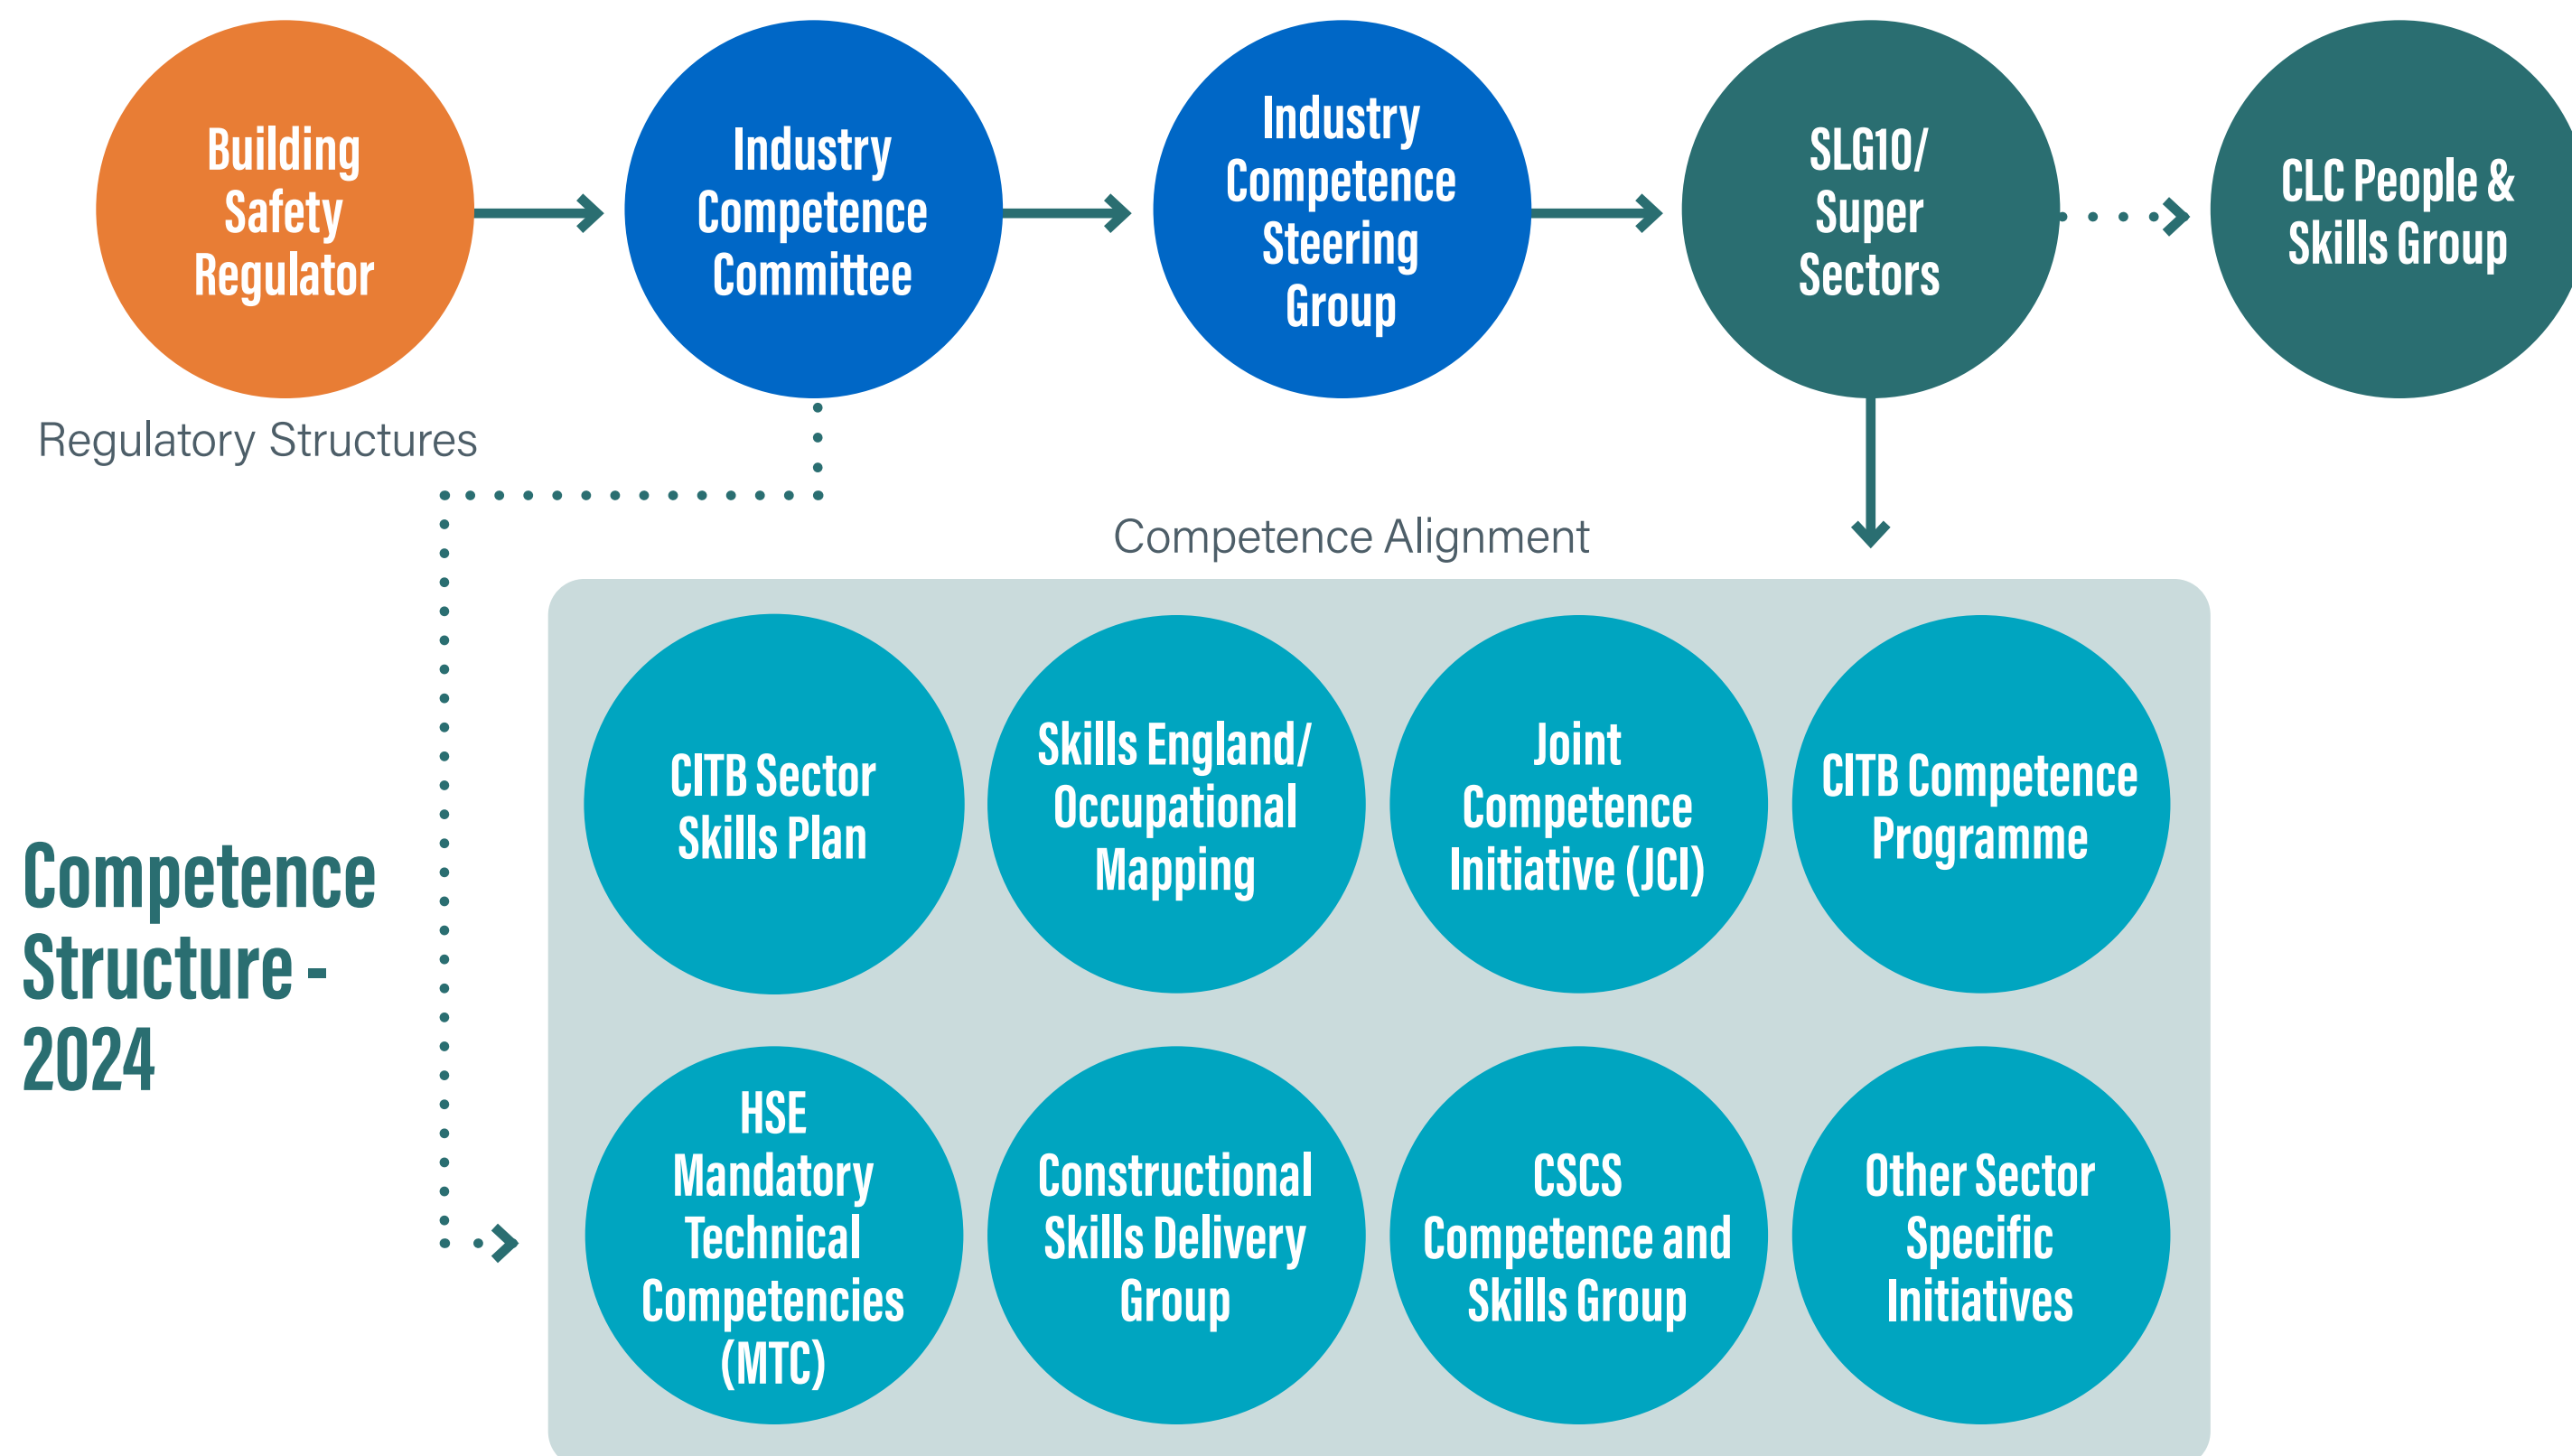 Building
Safety
Regulator
Industry
Competence
Committee
Industry
Competence
Steering
Group
SLG10/
Super
Sectors
CLC People &
Skills Group
Regulatory Structures
Competence Alignment
Competence
Structure -
2024
CITB Sector
Skills Plan
Skills England/
Occupational
Mapping
Joint
Competence
Initiative (JCI)
CITB Competence
Programme
HSE
Mandatory
Technical
Competencies
(MTC)
Constructional
Skills Delivery
Group
CSCS
Competence and
Skills Group
Other Sector
Specific
Initiatives